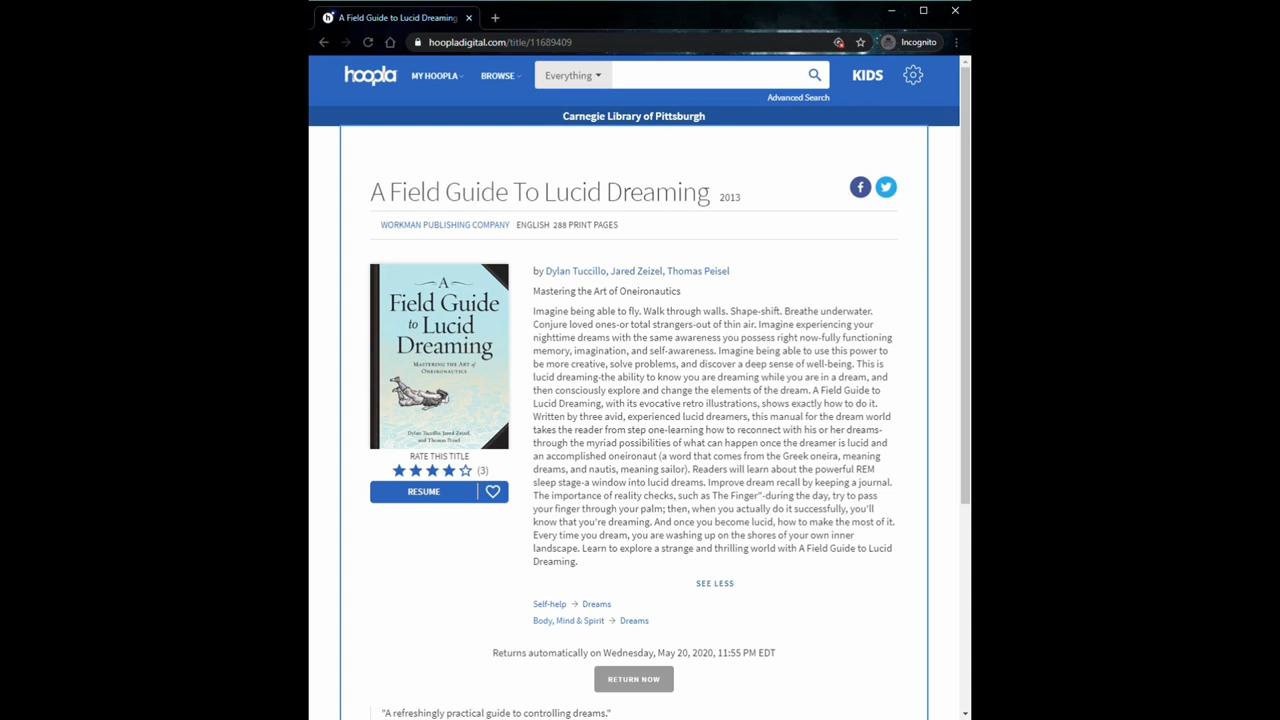 A Field Guide to Lucid Dreaming
hoopladigital.com/title/11689409
Incognito
hoopla
MY HOOPLA
BROWSE
Everything
KIDS
Advanced Search
Carnegie Library of Pittsburgh
A Field Guide To Lucid Dreaming 2013
WORKMAN PUBLISHING COMPANY ENGLISH 288 PRINT PAGES
A
Field Guide
to Lucid
Dreaming
MASTERING THE ART of
ONEIRONAUTICS
Dylan Tuccillo, Jared Zeizel,
and Thomas Peisel
RATE THIS TITLE
(3)
RESUME
by Dylan Tuccillo, Jared Zeizel, Thomas Peisel
Mastering the Art of Oneironautics
Imagine being able to fly. Walk through walls. Shape-shift. Breathe underwater.
Conjure loved ones-or total strangers-out of thin air. Imagine experiencing your
nighttime dreams with the same awareness you possess right now-fully functioning
memory, imagination, and self-awareness. Imagine being able to use this power to
be more creative, solve problems, and discover a deep sense of well-being. This is
lucid dreaming-the ability to know you are dreaming while you are in a dream, and
then consciously explore and change the elements of the dream. A Field Guide to
Lucid Dreaming, with its evocative retro illustrations, shows exactly how to do it.
Written by three avid, experienced lucid dreamers, this manual for the dream world
takes the reader from step one-learning how to reconnect with his or her dreams-
through the myriad possibilities of what can happen once the dreamer is lucid and
an accomplished oneironaut (a word that comes from the Greek oneira, meaning
dreams, and nautis, meaning sailor). Readers will learn about the powerful REM
sleep stage-a window into lucid dreams. Improve dream recall by keeping a journal.
The importance of reality checks, such as The Finger"-during the day, try to pass
your finger through your palm; then, when you actually do it successfully, you'll
know that you're dreaming. And once you become lucid, how to make the most of it.
Every time you dream, you are washing up on the shores of your own inner
landscape. Learn to explore a strange and thrilling world with A Field Guide to Lucid
Dreaming.
SEE LESS
Self-help → Dreams
Body, Mind & Spirit → Dreams
Returns automatically on Wednesday, May 20, 2020, 11:55 PM EDT
RETURN NOW
"A refreshingly practical guide to controlling dreams."